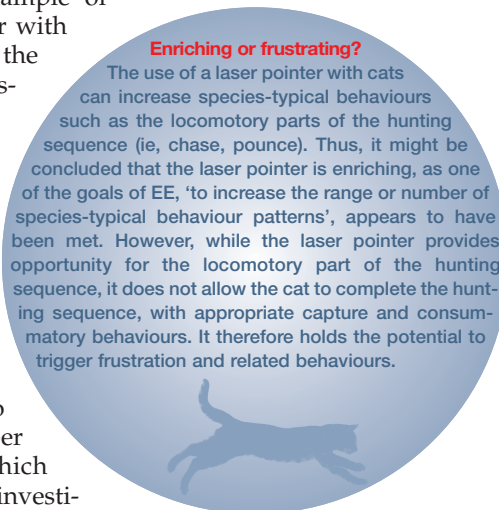 ample of
r with
the
s-
Enriching or frustrating?
The use of a laser pointer with cats
can increase species-typical behaviours
such as the locomotory parts of the hunting
sequence (ie, chase, pounce). Thus, it might be
concluded that the laser pointer is enriching, as one
of the goals of EE, ‘to increase the range or number of
species-typical behaviour patterns’, appears to have
been met. However, while the laser pointer provides
opportunity for the locomotory part of the hunting
sequence, it does not allow the cat to complete the hunt-
ing sequence, with appropriate capture and consum-
matory behaviours. It therefore holds the potential to
trigger frustration and related behaviours.
er
hich
investi-